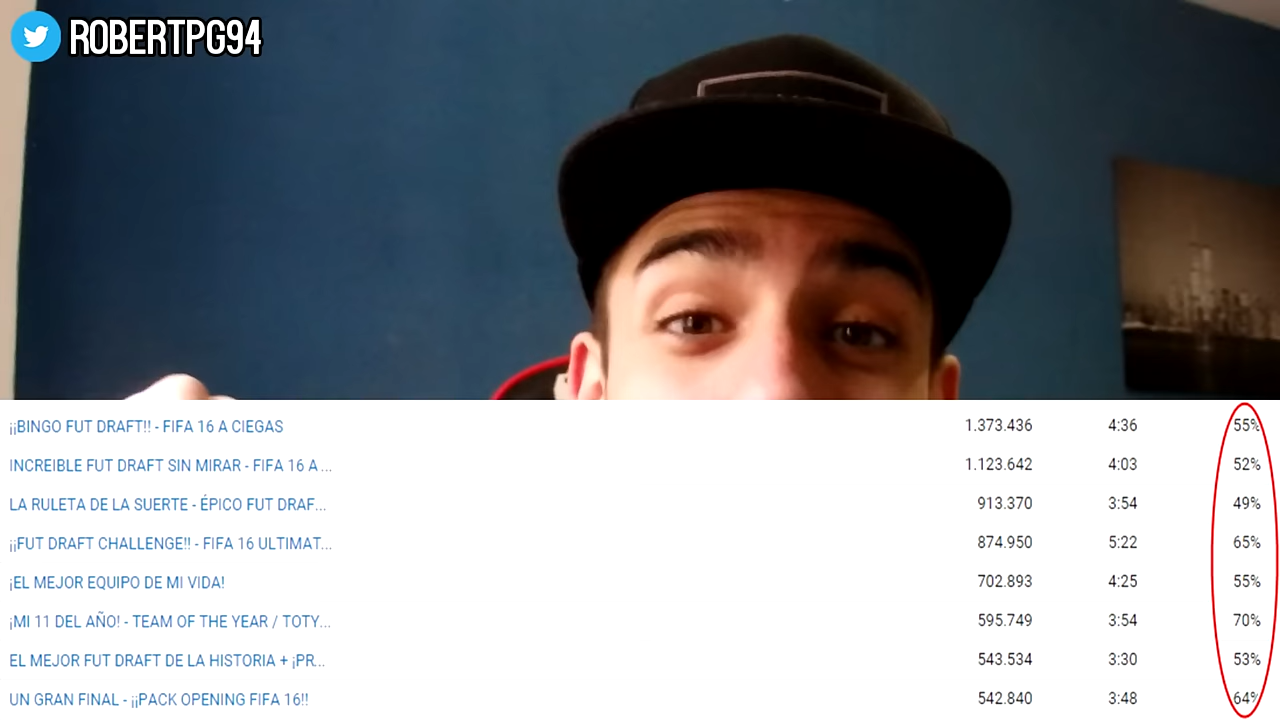 ROBERTPG94
¡¡BINGO FUT DRAFT!! - FIFA 16 A CIEGAS 1.373.436 4:36 55%
INCREIBLE FUT DRAFT SIN MIRAR - FIFA 16 A ... 1.123.642 4:03 52%
LA RULETA DE LA SUERTE - ÉPICO FUT DRAF... 913.370 3:54 49%
¡¡FUT DRAFT CHALLENGE!! - FIFA 16 ULTIMAT... 874.950 5:22 65%
¡EL MEJOR EQUIPO DE MI VIDA! 702.893 4:25 55%
¡MI 11 DEL AÑO! - TEAM OF THE YEAR / TOTY... 595.749 3:54 70%
EL MEJOR FUT DRAFT DE LA HISTORIA + ¡PR... 543.534 3:30 53%
UN GRAN FINAL - ¡¡PACK OPENING FIFA 16!! 542.840 3:48 64%